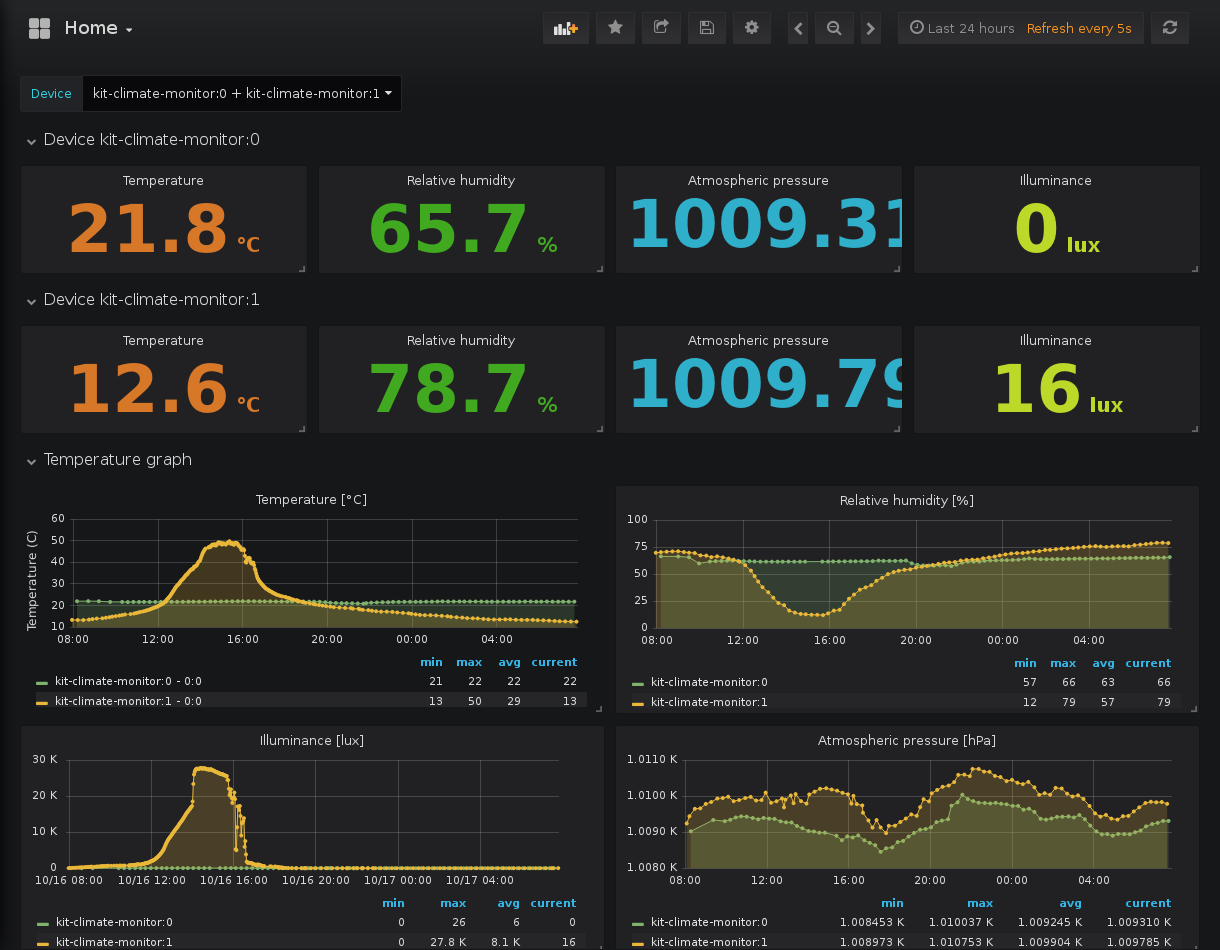 Home
Last 24 hours Refresh every 5s
Device kit-climate-monitor:0 + kit-climate-monitor:1
Device kit-climate-monitor:0
Temperature Relative humidity Atmospheric pressure Illuminance
21.8 °C 65.7 % 1009.31 0 lux
Device kit-climate-monitor:1
Temperature Relative humidity Atmospheric pressure Illuminance
12.6 °C 78.7 % 1009.79 16 lux
Temperature graph
Temperature [°C]
Temperature (C)
60
50
40
30
20
10
08:00 12:00 16:00 20:00 00:00 04:00
min max avg current
kit-climate-monitor:0 - 0:0 21 22 22 22
kit-climate-monitor:1 - 0:0 13 50 29 13
Relative humidity [%]
100
75
50
25
0
08:00 12:00 16:00 20:00 00:00 04:00
min max avg current
kit-climate-monitor:0 57 66 63 66
kit-climate-monitor:1 12 79 57 79
Illuminance [lux]
30 K
20 K
10 K
0
10/16 08:00 10/16 12:00 10/16 16:00 10/16 20:00 10/17 00:00 10/17 04:00
min max avg current
kit-climate-monitor:0 0 26 6 0
kit-climate-monitor:1 0 27.8 K 8.1 K 16
Atmospheric pressure [hPa]
1.0110 K
1.0100 K
1.0090 K
1.0080 K
08:00 12:00 16:00 20:00 00:00 04:00
min max avg current
kit-climate-monitor:0 1.008453 K 1.010037 K 1.009245 K 1.009310 K
kit-climate-monitor:1 1.008973 K 1.010753 K 1.009904 K 1.009785 K